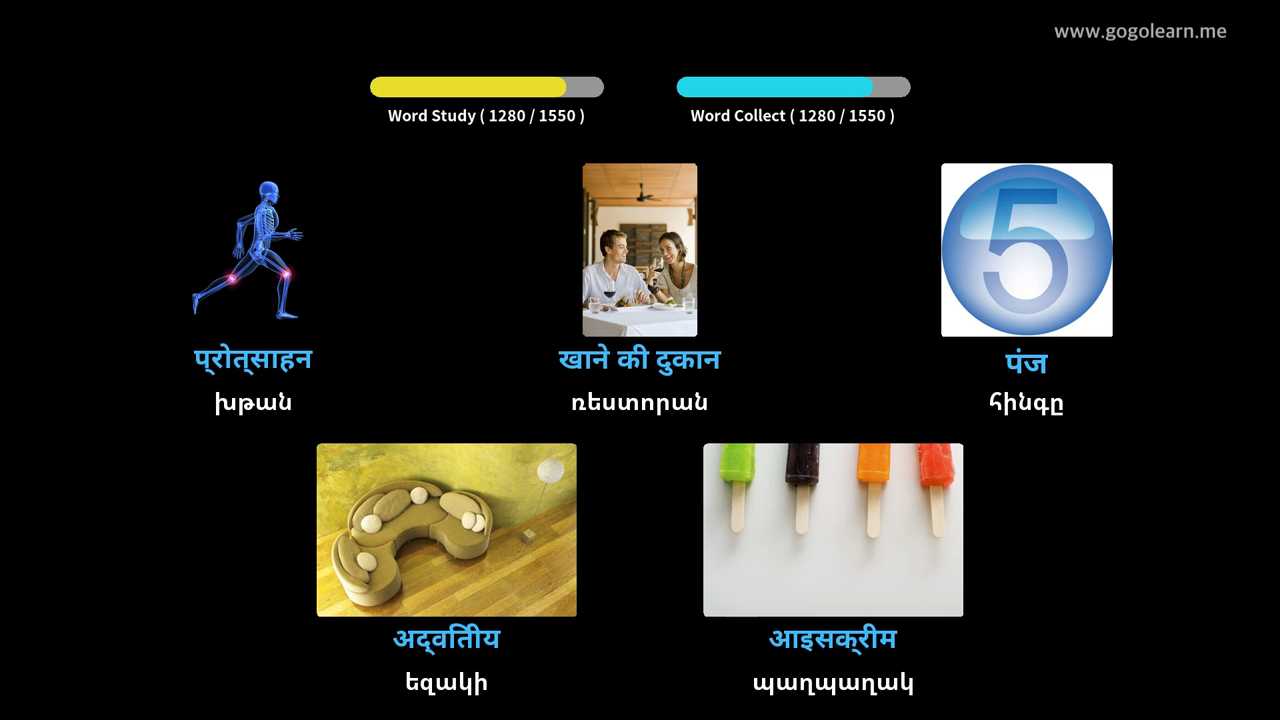 www.gogolearn.me
Word Study ( 1280 / 1550 )
Word Collect ( 1280 / 1550 )
5
प्रोत्साहन
խթան
खाने की दुकान
ռեստորան
पंज
հինգը
अद्वितीय
եզակի
आइसक्रीम
պաղպաղակ